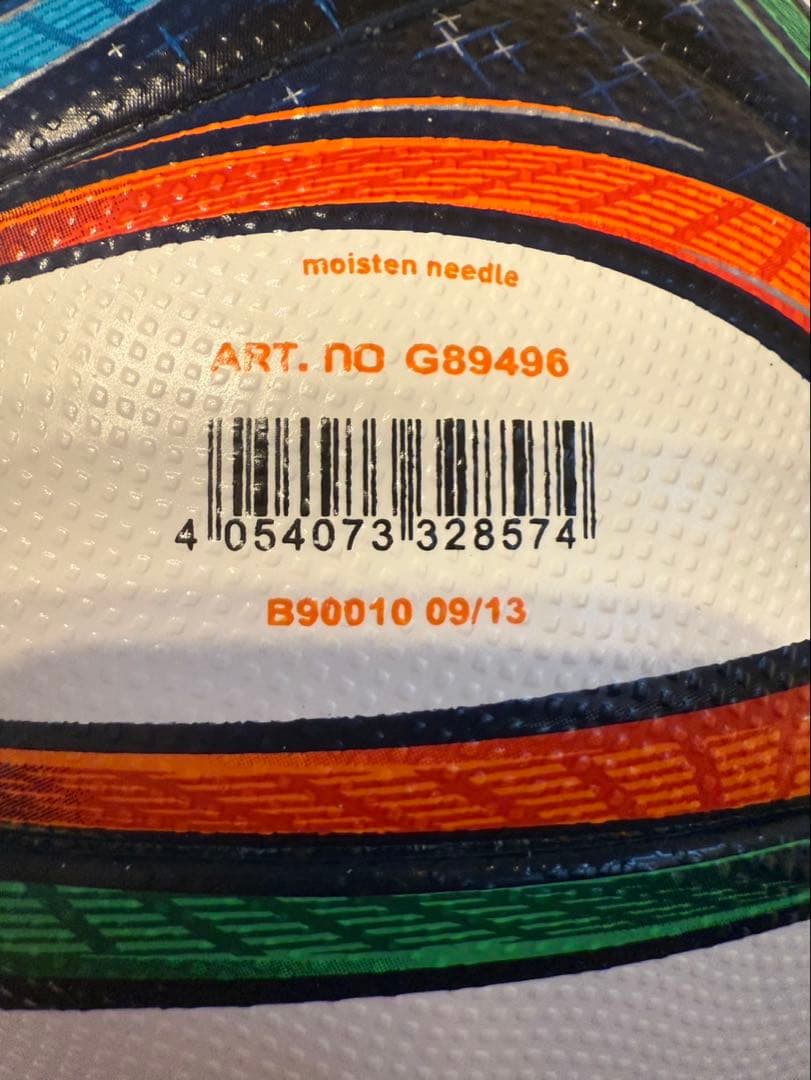 moisten needle
ART. no G89496
4 054073 328574
B90010 09/13